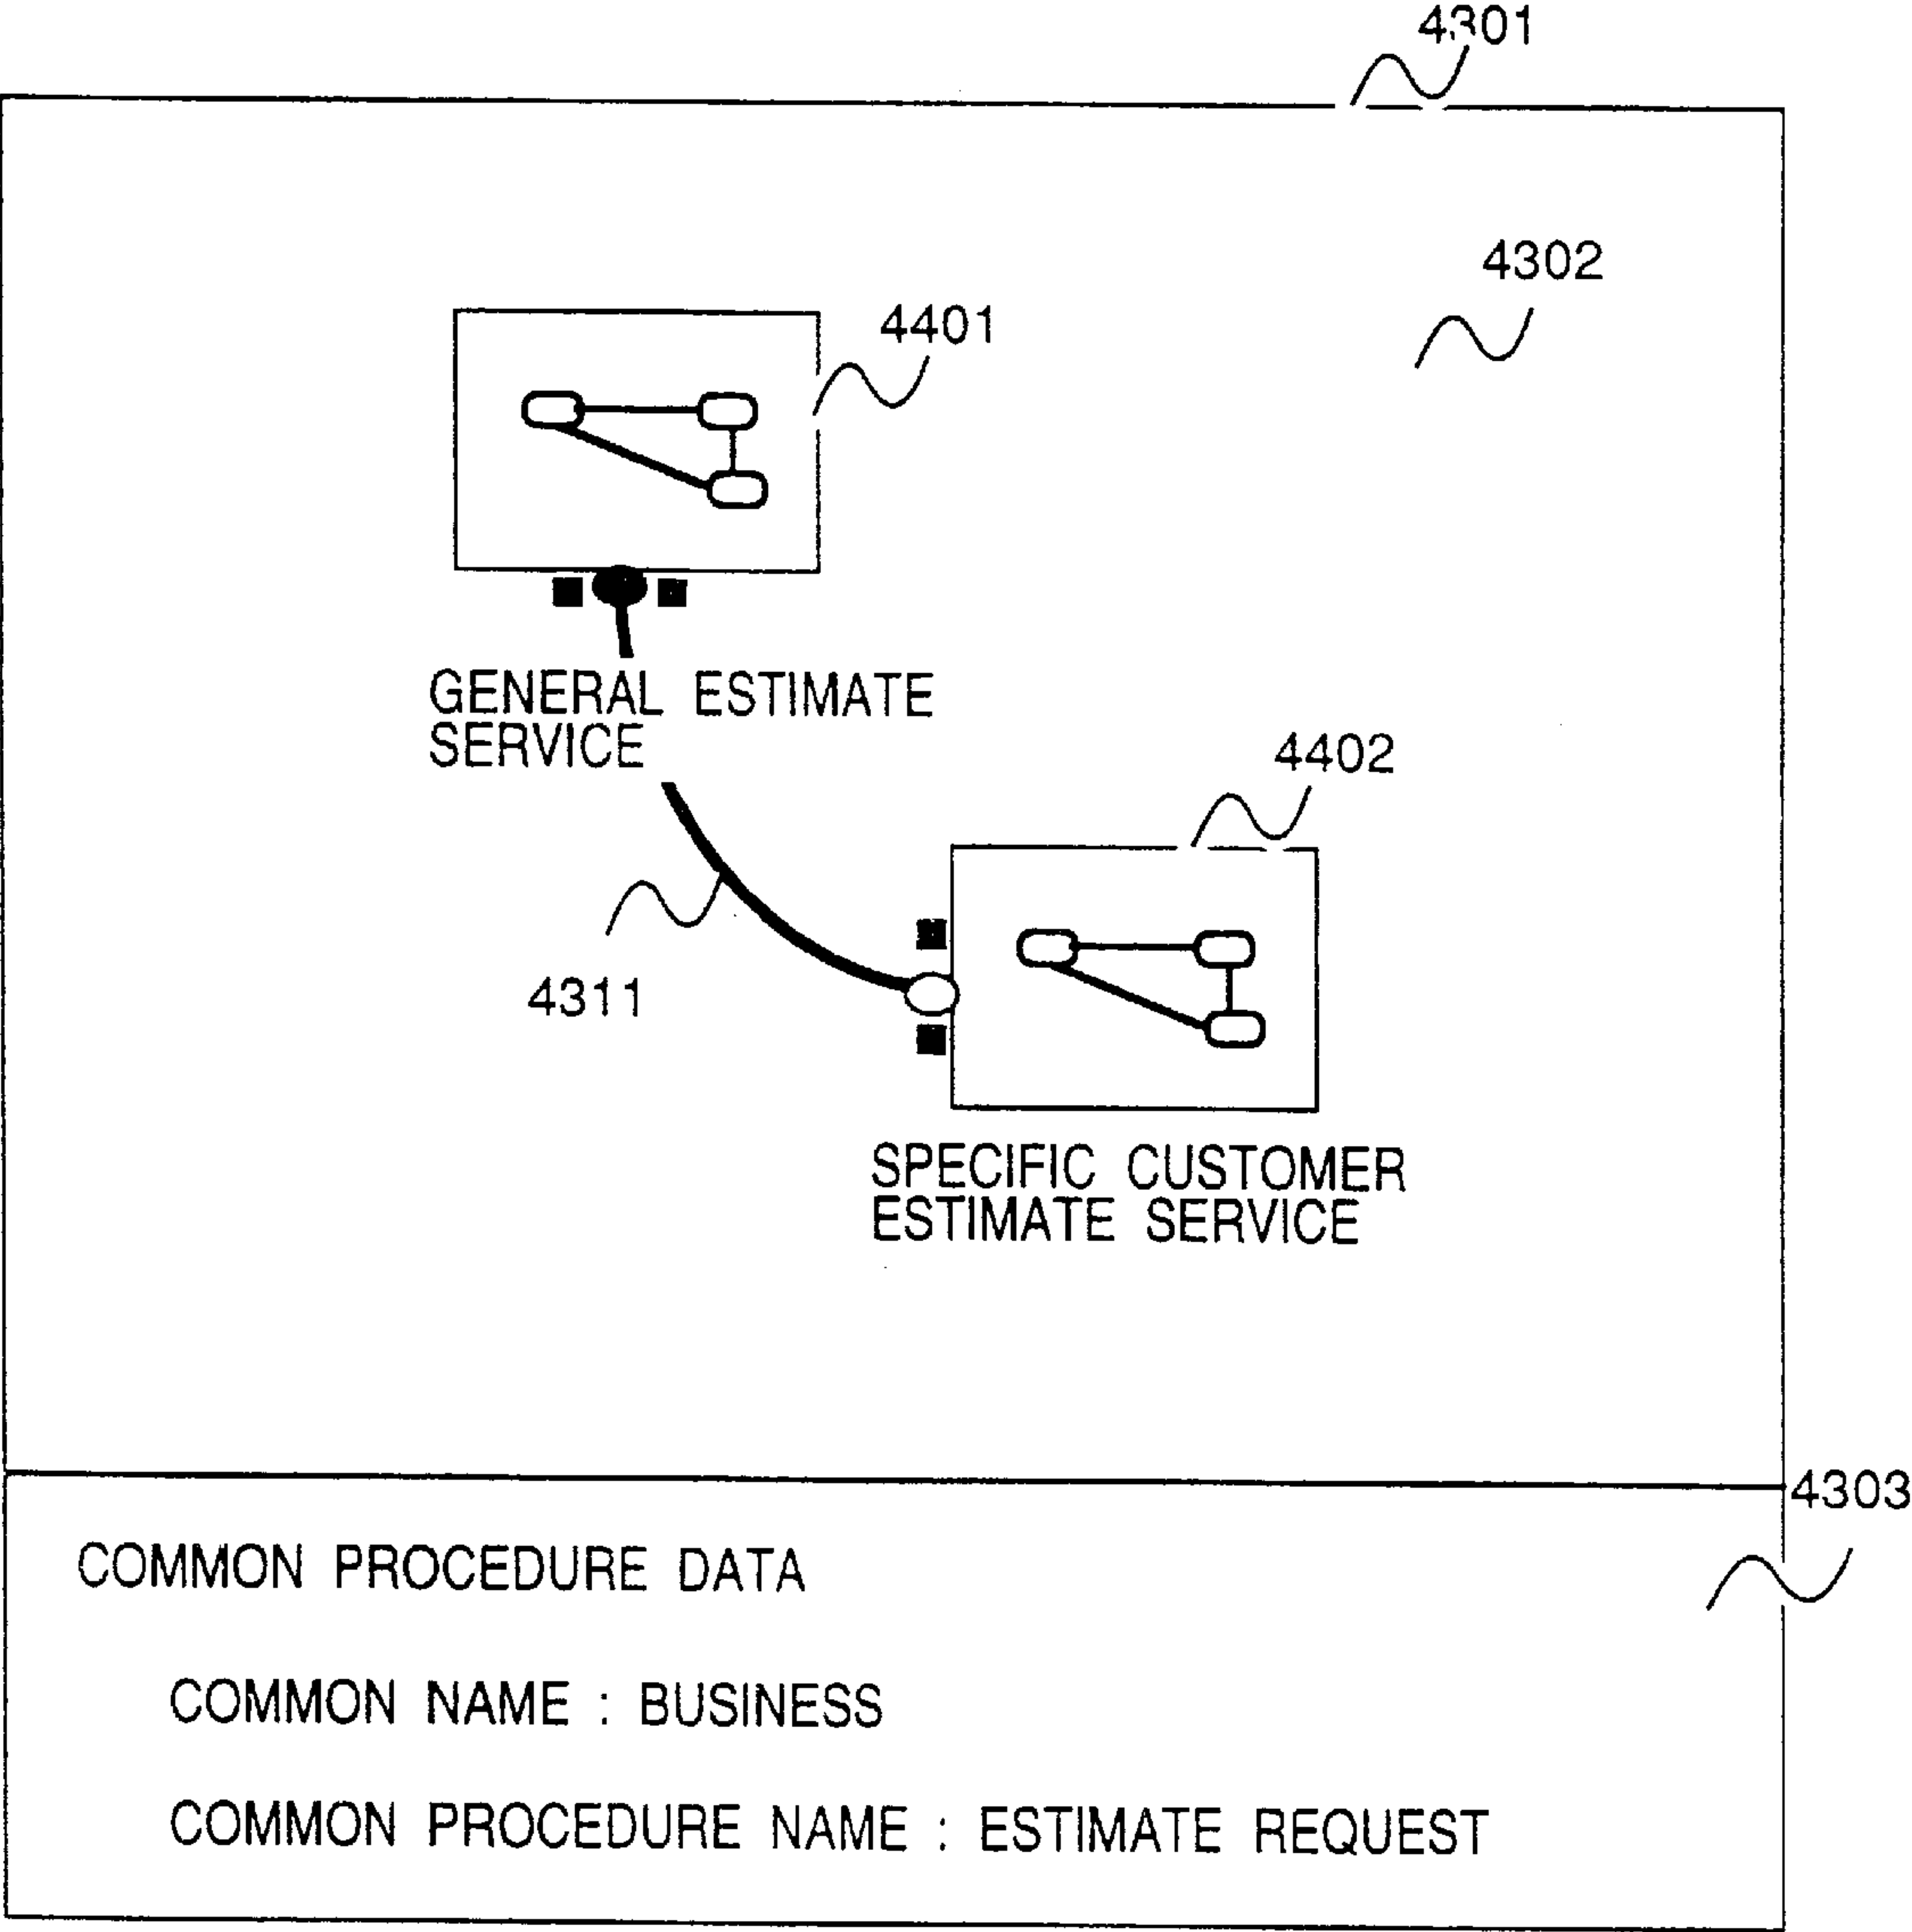 4301
4302
4401
GENERAL ESTIMATE
SERVICE
4402
4311
SPECIFIC CUSTOMER
ESTIMATE SERVICE
4303
COMMON PROCEDURE DATA
COMMON NAME : BUSINESS
COMMON PROCEDURE NAME : ESTIMATE REQUEST